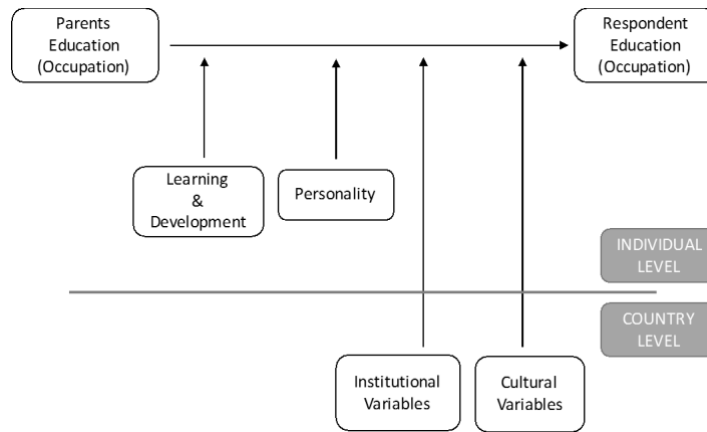 Parents
Education
(Occupation)
Respondent
Education
(Occupation)
Learning
&
Development
Personality
INDIVIDUAL
LEVEL
COUNTRY
LEVEL
Institutional
Variables
Cultural
Variables